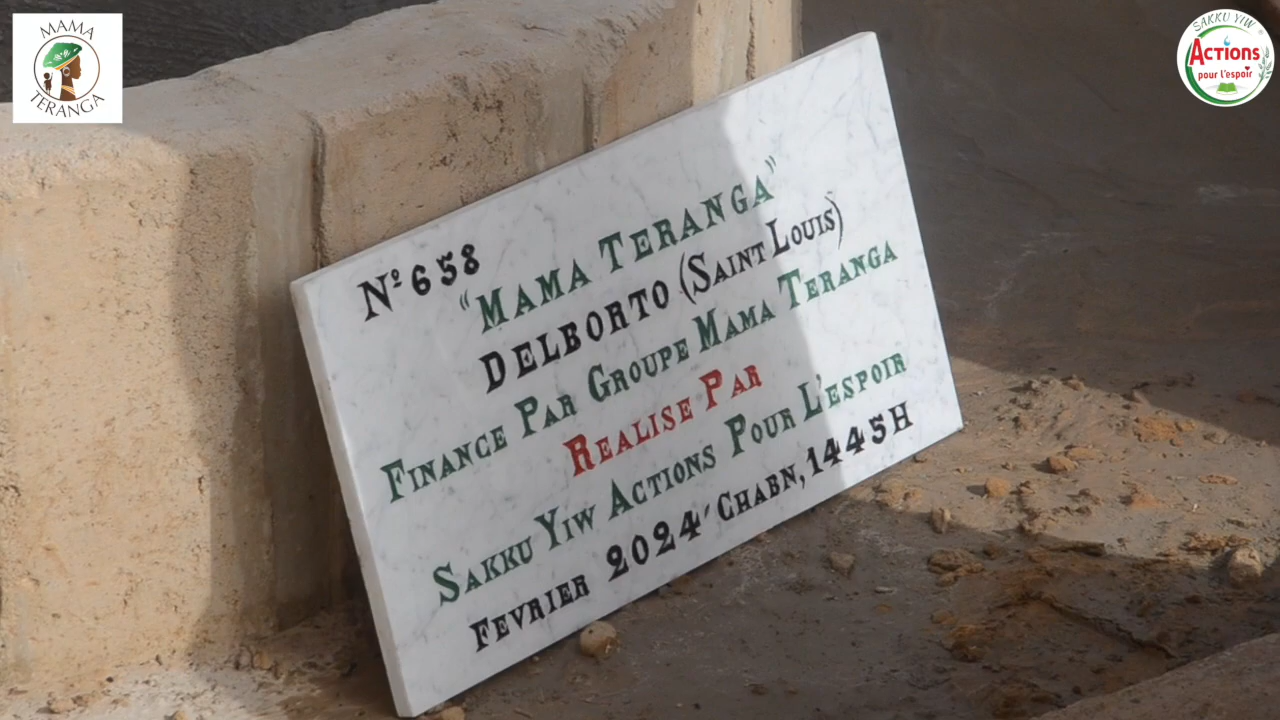 MAMA
TERANGA
SAKKU YIW
ACTIONS
pour l'espoir
Nº 658
"MAMA TERANGA"
DELBORTO (SAINT LOUIS)
FINANCE PAR GROUPE MAMA TERANGA
REALISE PAR
SAKKU YIW ACTIONS POUR L'ESPOIR
FEVRIER 2024' CHABN, 1445H